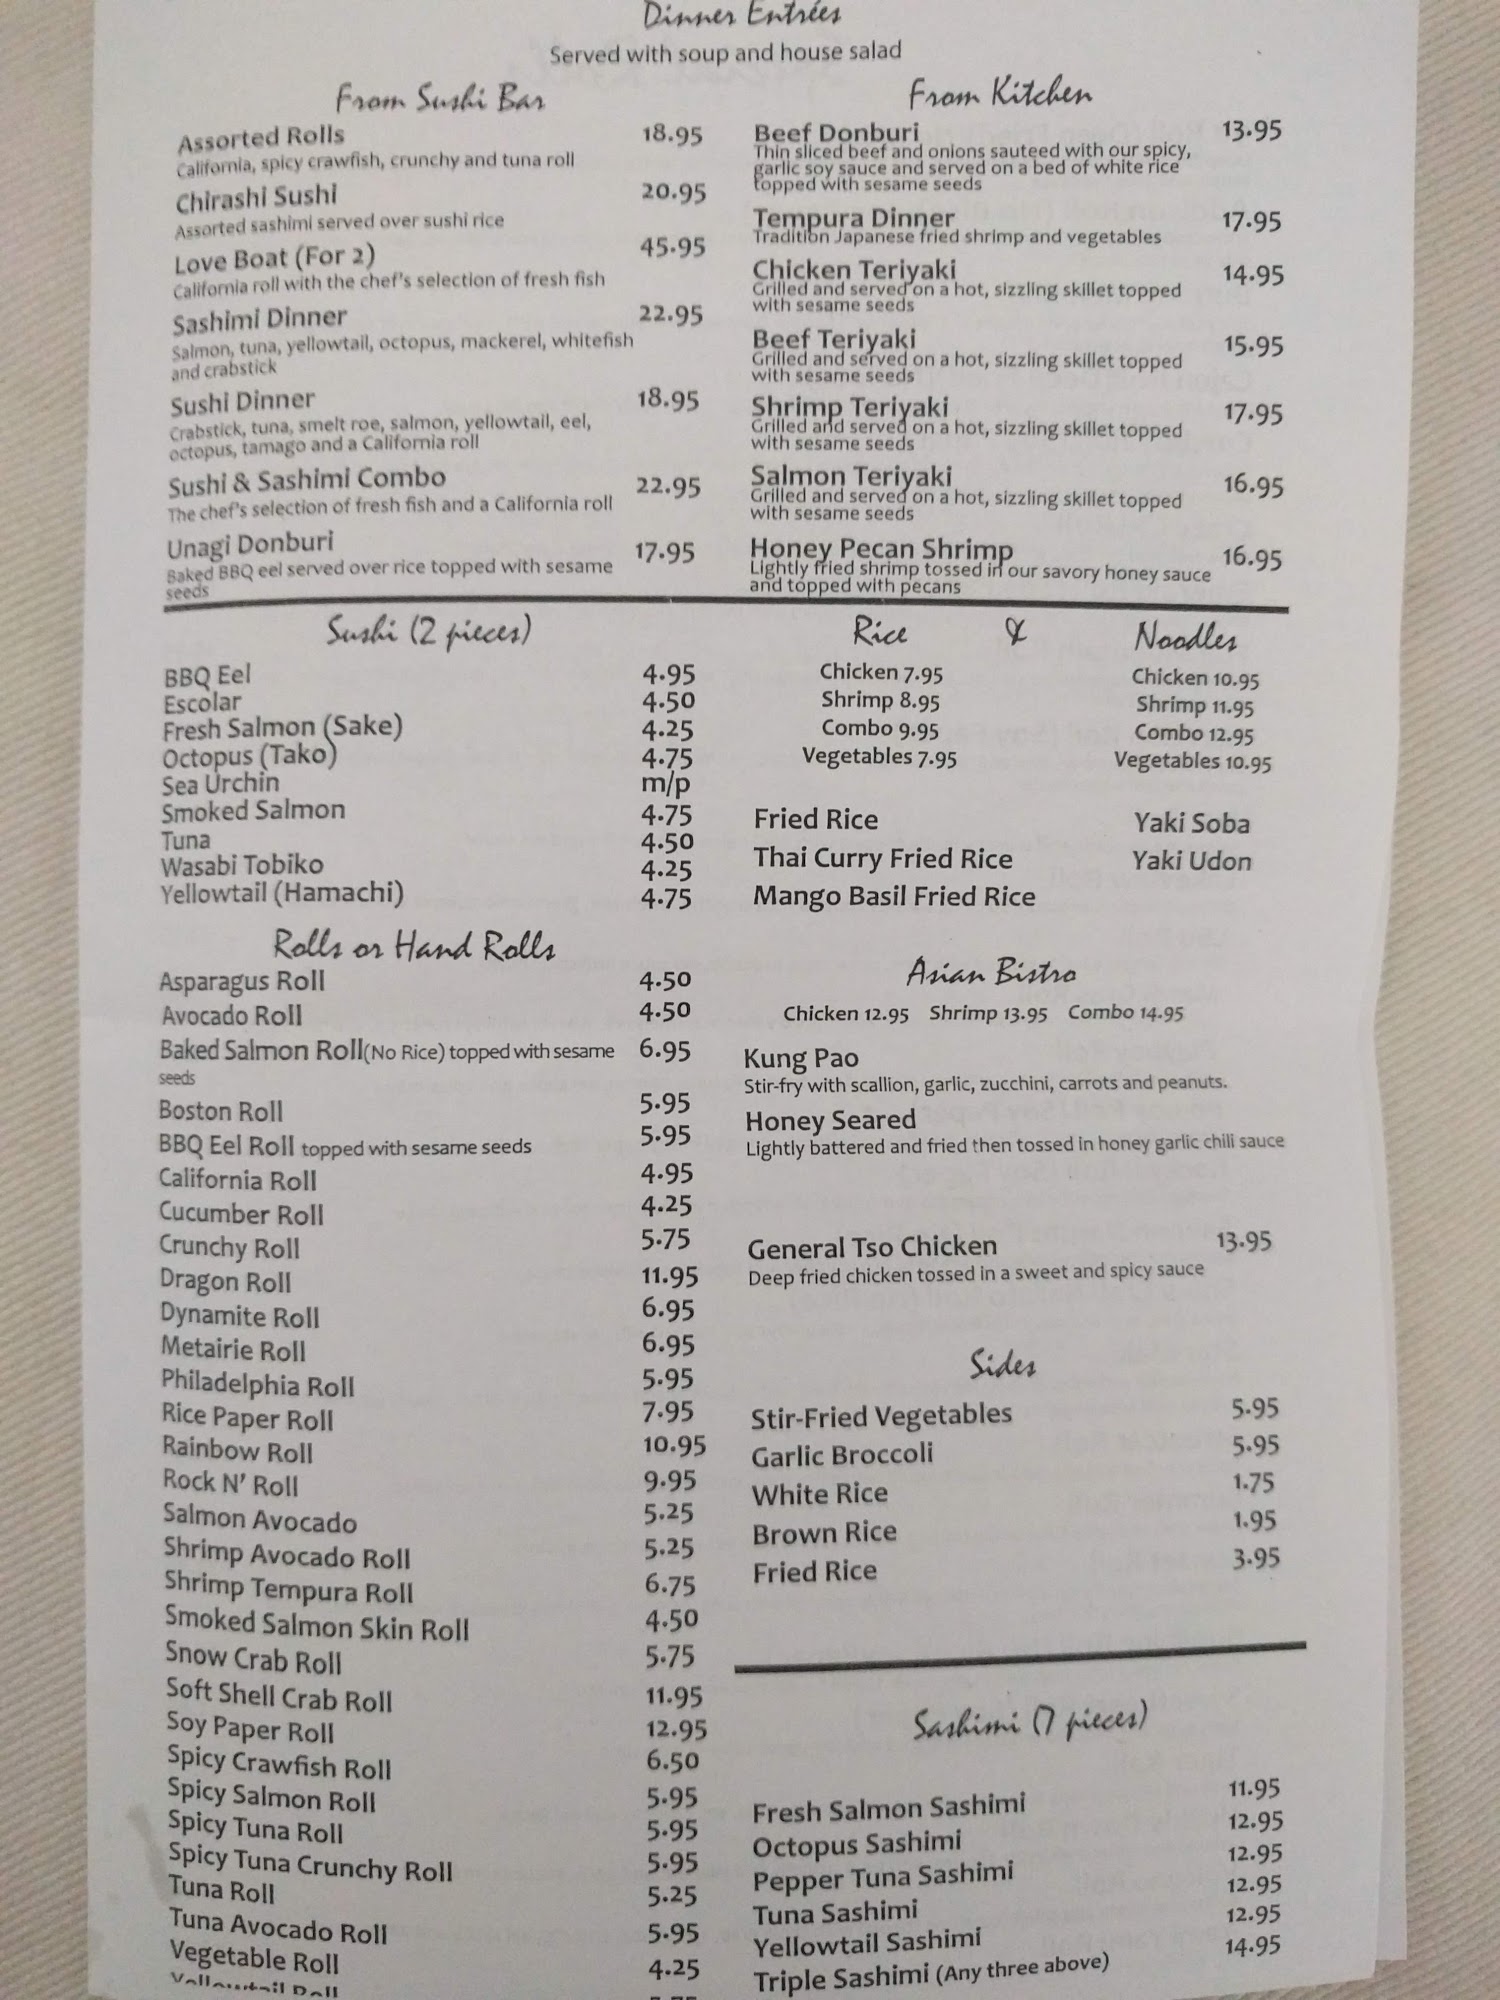 Dinner Entrées
Served with soup and house salad
From Sushi Bar
Assorted Rolls 18.95
California, spicy crawfish, crunchy and tuna roll
Chirashi Sushi 20.95
Assorted sashimi served over sushi rice
Love Boat (For 2) 45.95
California roll with the chef's selection of fresh fish
Sashimi Dinner 22.95
Salmon, tuna, yellowtail, octopus, mackerel, whitefish
and crabstick
Sushi Dinner 18.95
Crabstick, tuna, smelt roe, salmon, yellowtail, eel,
octopus, tamago and a California roll
Sushi & Sashimi Combo 22.95
The chef's selection of fresh fish and a California roll
Unagi Donburi 17.95
Baked BBQ eel served over rice topped with sesame
seeds
From Kitchen
Beef Donburi 13.95
Thin sliced beef and onions sauteed with our spicy,
garlic soy sauce and served on a bed of white rice
topped with sesame seeds
Tempura Dinner 17.95
Tradition Japanese fried shrimp and vegetables
Chicken Teriyaki 14.95
Grilled and served on a hot, sizzling skillet topped
with sesame seeds
Beef Teriyaki 15.95
Grilled and served on a hot, sizzling skillet topped
with sesame seeds
Shrimp Teriyaki 17.95
Grilled and served on a hot, sizzling skillet topped
with sesame seeds
Salmon Teriyaki 16.95
Grilled and served on a hot, sizzling skillet topped
with sesame seeds
Honey Pecan Shrimp 16.95
Lightly fried shrimp tossed in our savory honey sauce
and topped with pecans
Sushi (2 pieces)
BBQ Eel 4.95
Escolar 4.50
Fresh Salmon (Sake) 4.25
Octopus (Tako) 4.75
Sea Urchin m/p
Smoked Salmon 4.75
Tuna 4.50
Wasabi Tobiko 4.25
Yellowtail (Hamachi) 4.75
Rolls or Hand Rolls
Asparagus Roll 4.50
Avocado Roll 4.50
Baked Salmon Roll(No Rice) topped with sesame 6.95
seeds
Boston Roll 5.95
BBQ Eel Roll topped with sesame seeds 5.95
California Roll 4.95
Cucumber Roll 4.25
Crunchy Roll 5.75
Dragon Roll 11.95
Dynamite Roll 6.95
Metairie Roll 6.95
Philadelphia Roll 5.95
Rice Paper Roll 7.95
Rainbow Roll 10.95
Rock N' Roll 9.95
Salmon Avocado 5.25
Shrimp Avocado Roll 5.25
Shrimp Tempura Roll 6.75
Smoked Salmon Skin Roll 4.50
Snow Crab Roll 5.75
Soft Shell Crab Roll 11.95
Soy Paper Roll 12.95
Spicy Crawfish Roll 6.50
Spicy Salmon Roll 5.95
Spicy Tuna Roll 5.95
Spicy Tuna Crunchy Roll 5.95
Tuna Roll 5.25
Tuna Avocado Roll 5.95
Vegetable Roll 4.25
Yellowtail Roll
Rice & Noodles
Chicken 7.95 Chicken 10.95
Shrimp 8.95 Shrimp 11.95
Combo 9.95 Combo 12.95
Vegetables 7.95 Vegetables 10.95
Fried Rice Yaki Soba
Thai Curry Fried Rice Yaki Udon
Mango Basil Fried Rice
Asian Bistro
Chicken 12.95 Shrimp 13.95 Combo 14.95
Kung Pao
Stir-fry with scallion, garlic, zucchini, carrots and peanuts.
Honey Seared
Lightly battered and fried then tossed in honey garlic chili sauce
General Tso Chicken 13.95
Deep fried chicken tossed in a sweet and spicy sauce
Sides
Stir-Fried Vegetables 5.95
Garlic Broccoli 5.95
White Rice 1.75
Brown Rice 1.95
Fried Rice 3.95
Sashimi (7 pieces)
Fresh Salmon Sashimi 11.95
Octopus Sashimi 12.95
Pepper Tuna Sashimi 12.95
Tuna Sashimi 12.95
Yellowtail Sashimi 12.95
Triple Sashimi (Any three above) 14.95